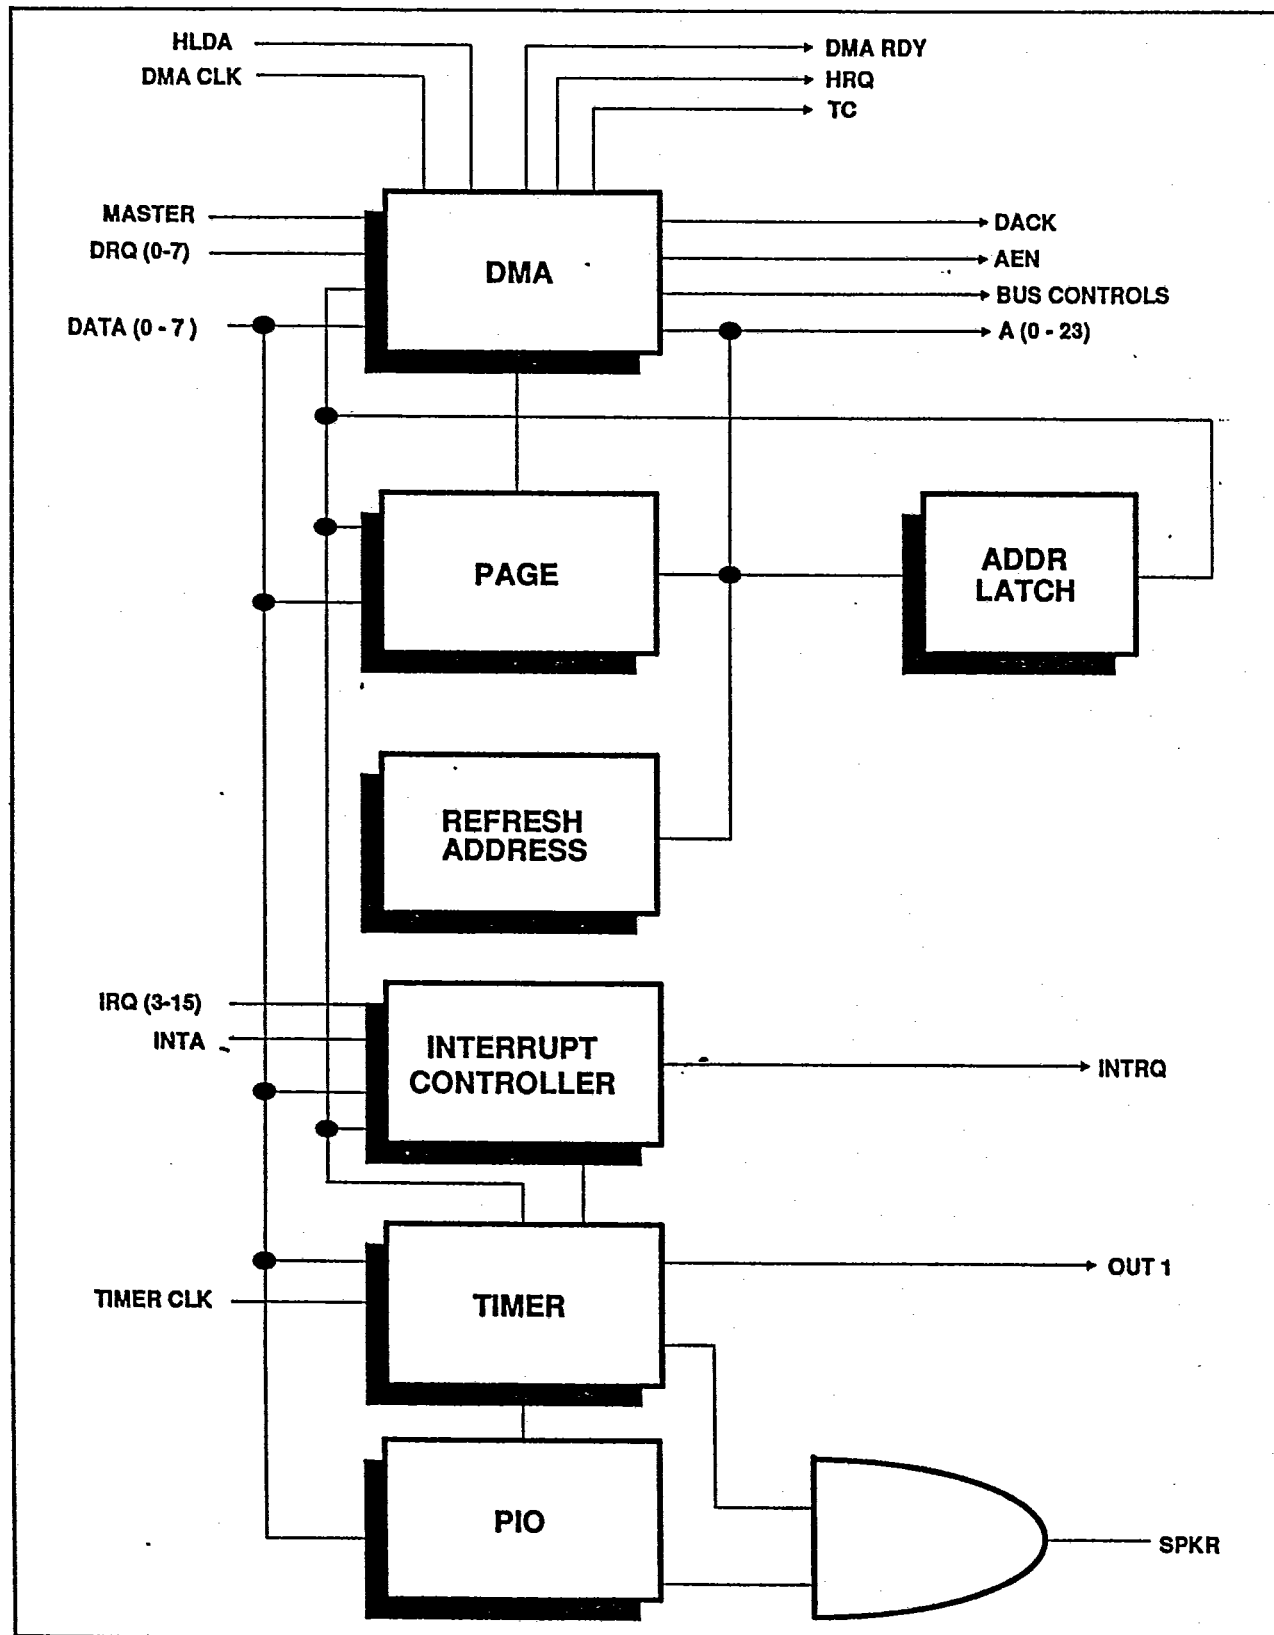 HLDA
DMA RDY
DMA CLK
HRQ
TC
MASTER
DACK
DRQ (0-7)
AEN
DMA
BUS CONTROLS
DATA (0 - 7 )
A (0 - 23)
PAGE
ADDR
LATCH
REFRESH
ADDRESS
IRQ (3-15)
INTA
INTERRUPT
CONTROLLER
INTRQ
OUT 1
TIMER CLK
TIMER
PIO
SPKR